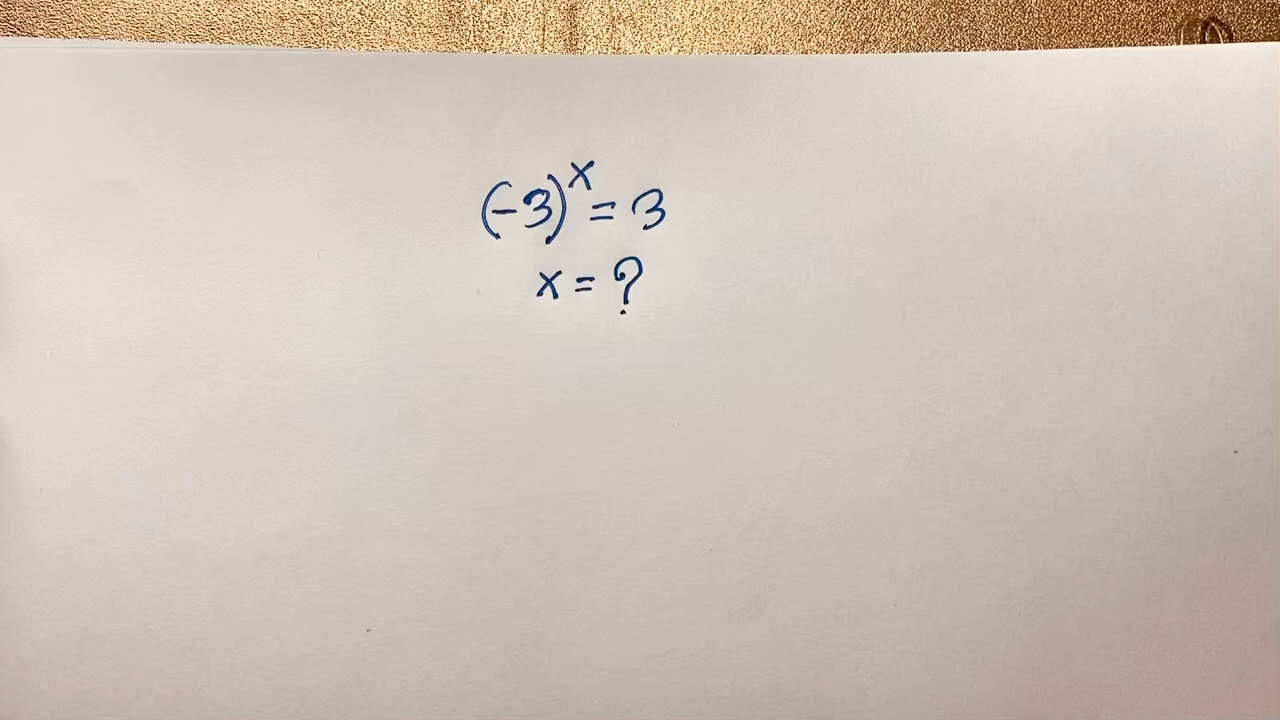 (-3)^x = 3
x = ?